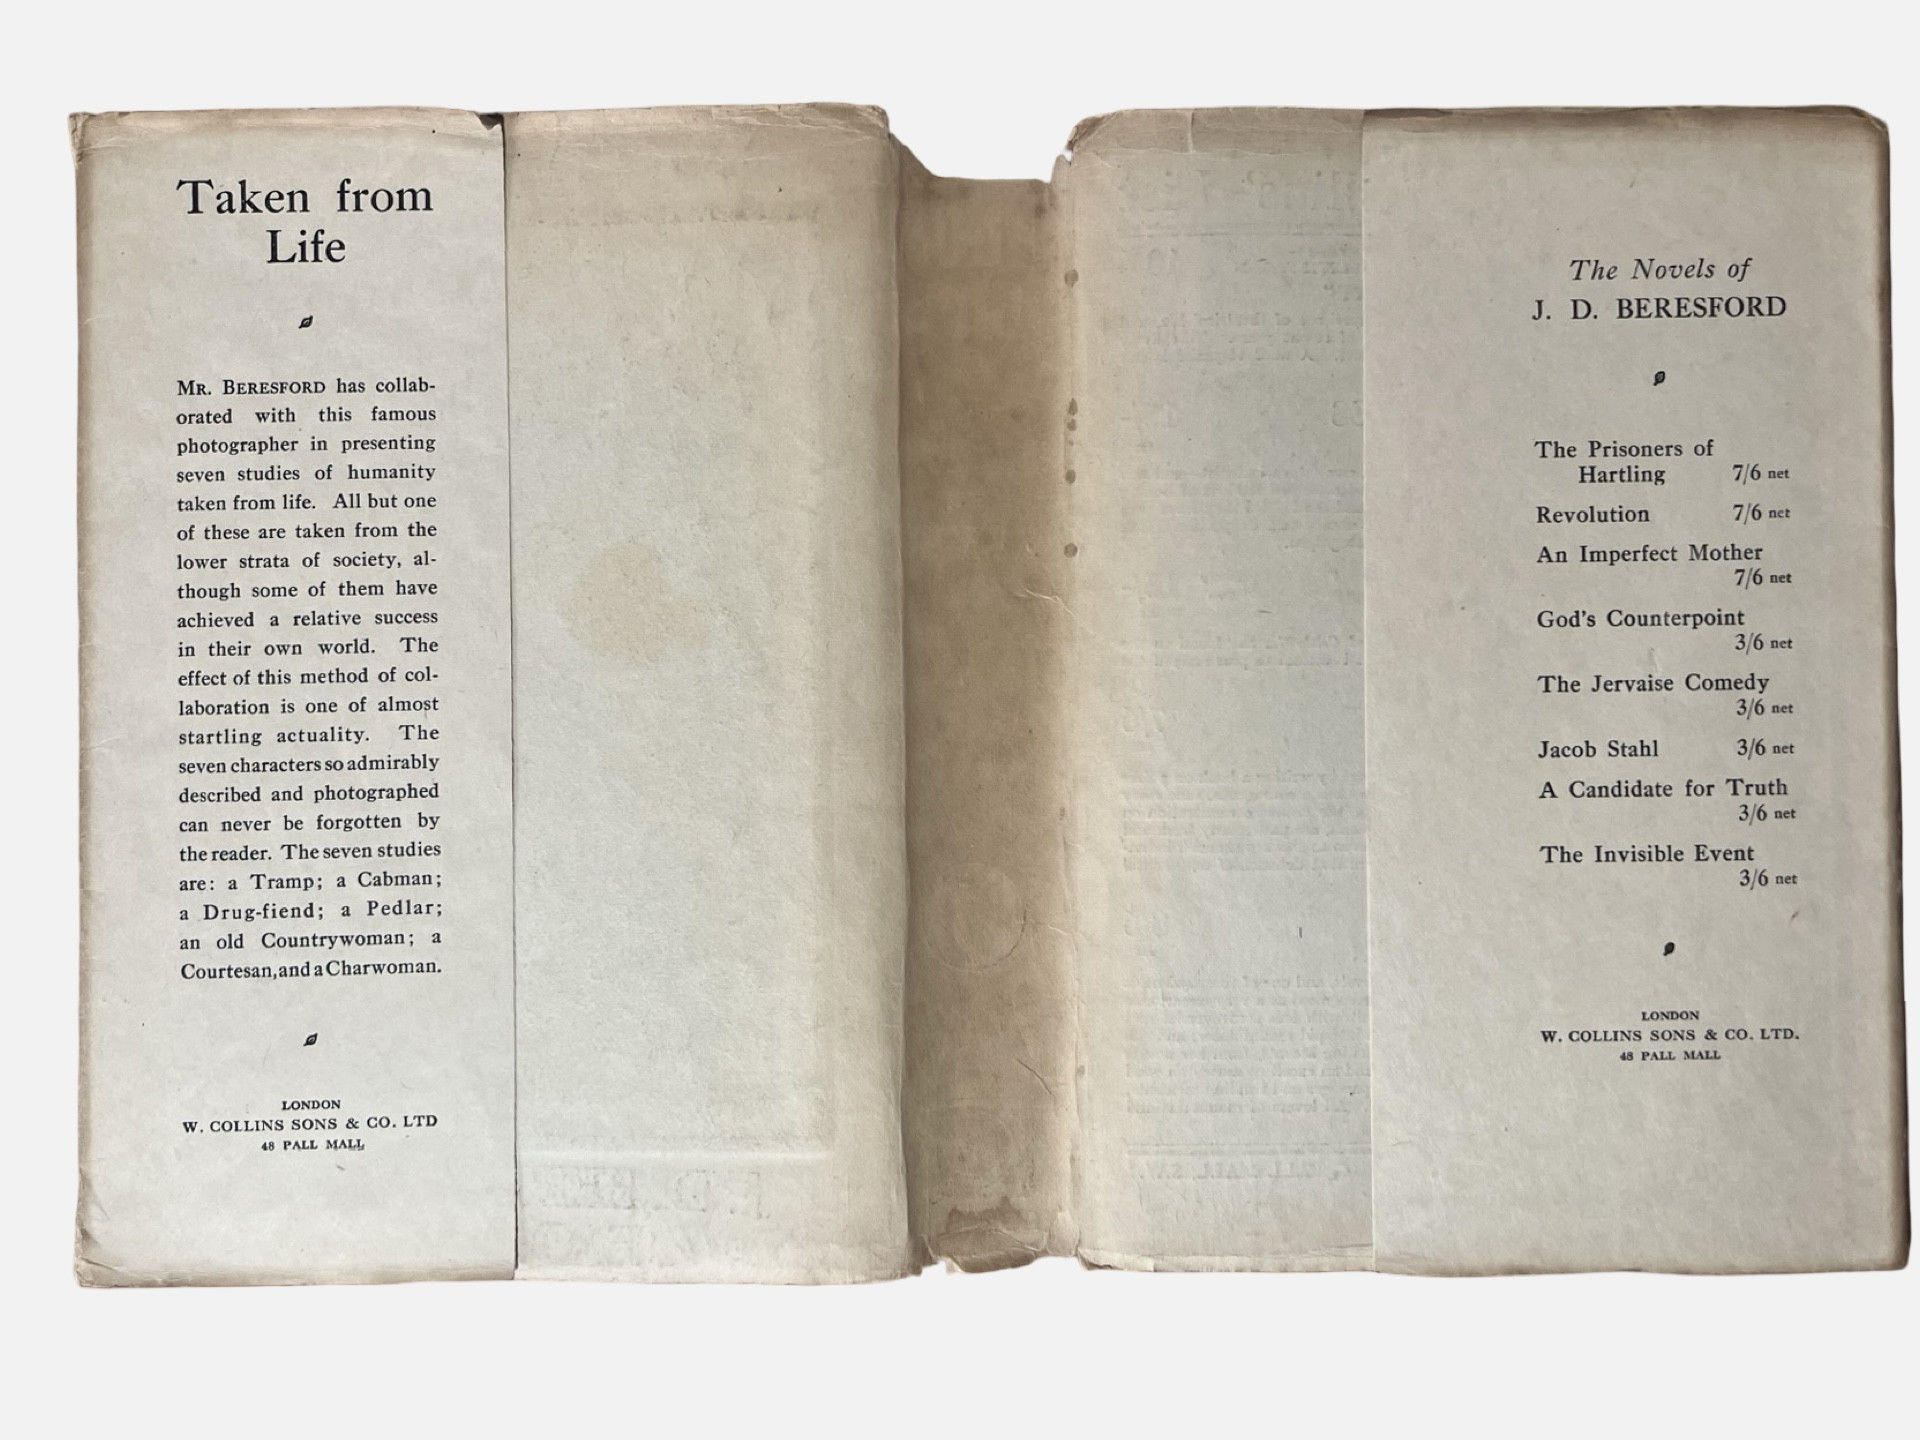 Taken from
Life
MR. BERESFORD has collab-
orated with this famous
photographer in presenting
seven studies of humanity
taken from life. All but one
of these are taken from the
lower strata of society, al-
though some of them have
achieved a relative success
in their own world. The
effect of this method of col-
laboration is one of almost
startling actuality. The
seven characters so admirably
described and photographed
can never be forgotten by
the reader. The seven studies
are: a Tramp; a Cabman;
a Drug-fiend; a Pedlar;
an old Countrywoman; a
Courtesan, and a Charwoman.
LONDON
W. COLLINS SONS & CO. LTD
48 PALL MALL
The Novels of
J. D. BERESFORD
The Prisoners of
Hartling 7/6 net
Revolution 7/6 net
An Imperfect Mother
7/6 net
God's Counterpoint
3/6 net
The Jervaise Comedy
3/6 net
Jacob Stahl 3/6 net
A Candidate for Truth
3/6 net
The Invisible Event
3/6 net
LONDON
W. COLLINS SONS & CO. LTD.
48 PALL MALL